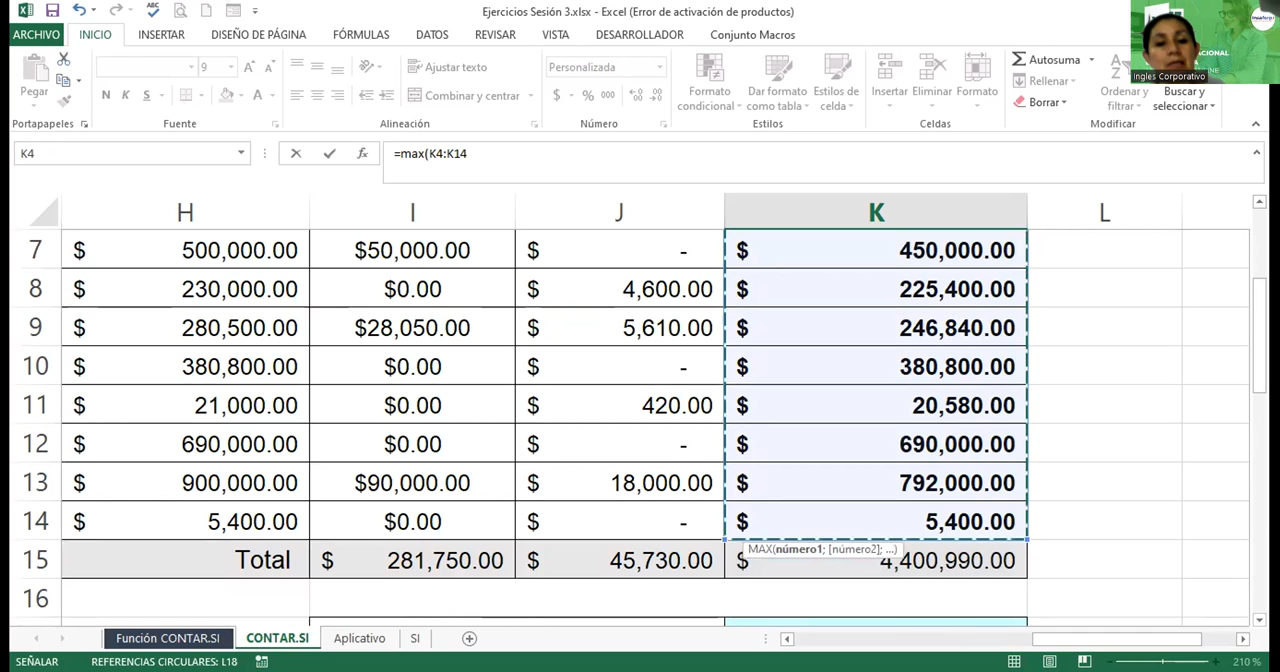 Ejercicios Sesión 3.xlsx - Excel (Error de activación de productos)
ARCHIVO INICIO INSERTAR DISEÑO DE PÁGINA FÓRMULAS DATOS REVISAR VISTA DESARROLLADOR Conjunto Macros
Pegar
Portapapeles
9
N K S
Fuente
Ajustar texto
Combinar y centrar
Alineación
Personalizada
$ % 000
Número
Formato condicional
Dar formato como tabla
Estilos de celda
Estilos
Insertar Eliminar Formato
Celdas
Autosuma
Rellenar
Borrar
Ordenar y filtrar
Buscar y seleccionar
Modificar
Ingles Corporativo
K4 fx =max(K4:K14
H I J K L
7 $ 500,000.00 $50,000.00 $ - $ 450,000.00
8 $ 230,000.00 $0.00 $ 4,600.00 $ 225,400.00
9 $ 280,500.00 $28,050.00 $ 5,610.00 $ 246,840.00
10 $ 380,800.00 $0.00 $ - $ 380,800.00
11 $ 21,000.00 $0.00 $ 420.00 $ 20,580.00
12 $ 690,000.00 $0.00 $ - $ 690,000.00
13 $ 900,000.00 $90,000.00 $ 18,000.00 $ 792,000.00
14 $ 5,400.00 $0.00 $ - $ 5,400.00
MAX(número1; [número2]; ...)
15 Total $ 281,750.00 $ 45,730.00 $ 4,400,990.00
16
Función CONTAR.SI CONTAR.SI Aplicativo SI
SEÑALAR REFERENCIAS CIRCULARES: L18 210 %